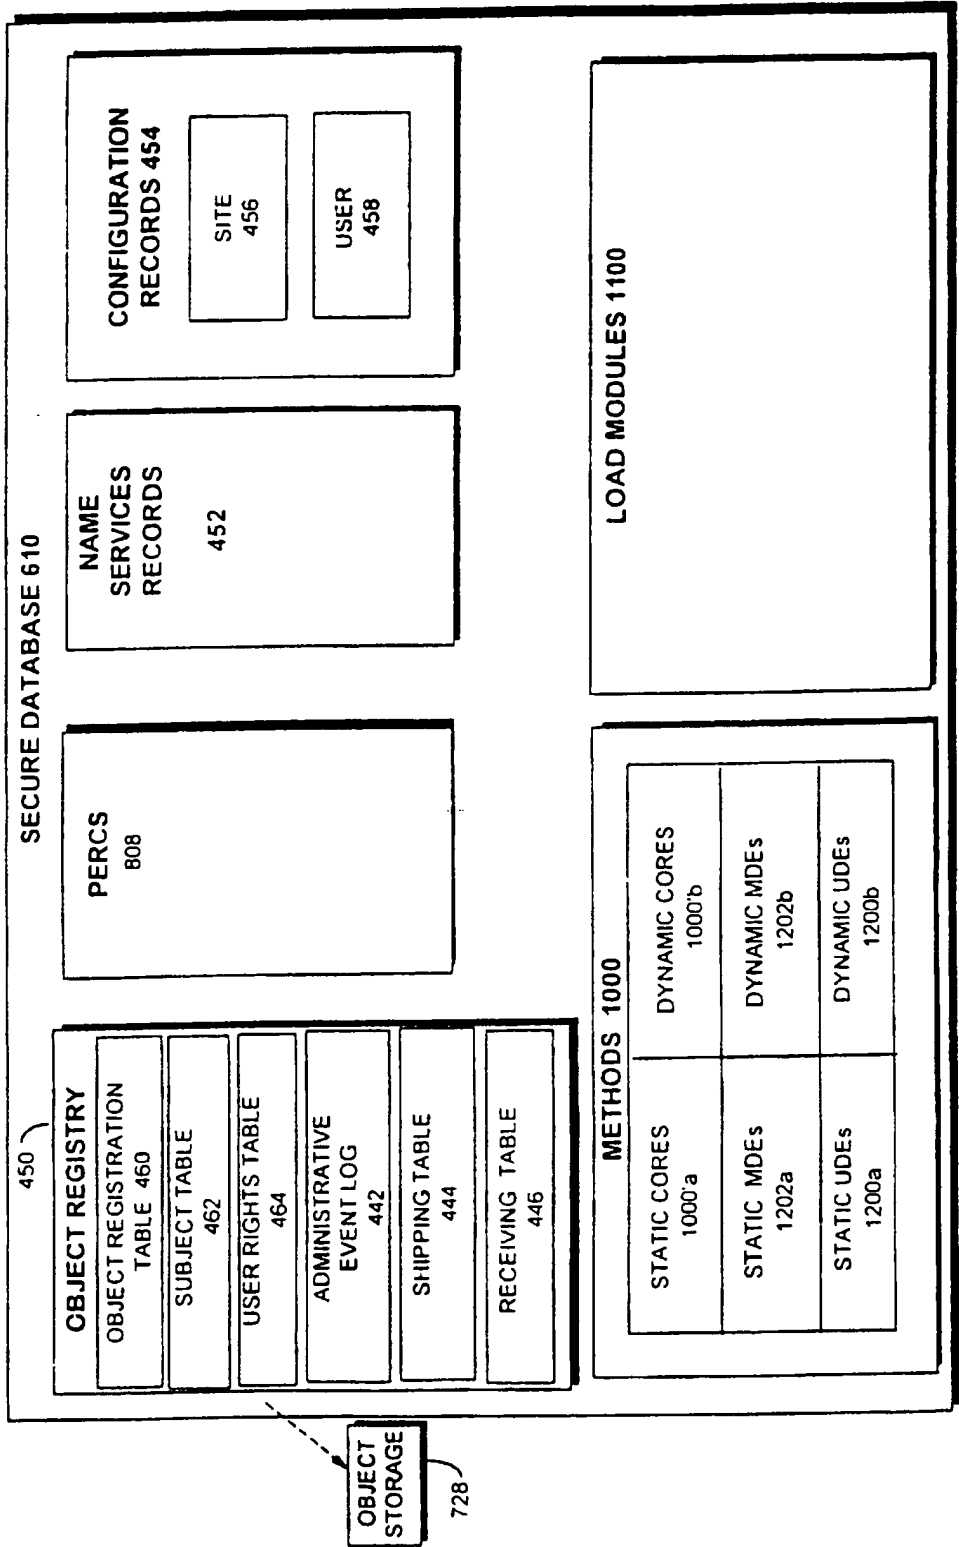 SECURE DATABASE 610
450
OBJECT REGISTRY
OBJECT REGISTRATION
TABLE 460
SUBJECT TABLE
462
USER RIGHTS TABLE
464
ADMINISTRATIVE
EVENT LOG
442
SHIPPING TABLE
444
RECEIVING TABLE
446
PERCS
808
NAME
SERVICES
RECORDS
452
CONFIGURATION
RECORDS 454
SITE
456
USER
458
OBJECT
STORAGE
728
METHODS 1000
STATIC CORES
1000'a
DYNAMIC CORES
1000'b
STATIC MDEs
1202a
DYNAMIC MDEs
1202b
STATIC UDEs
1200a
DYNAMIC UDEs
1200b
LOAD MODULES 1100